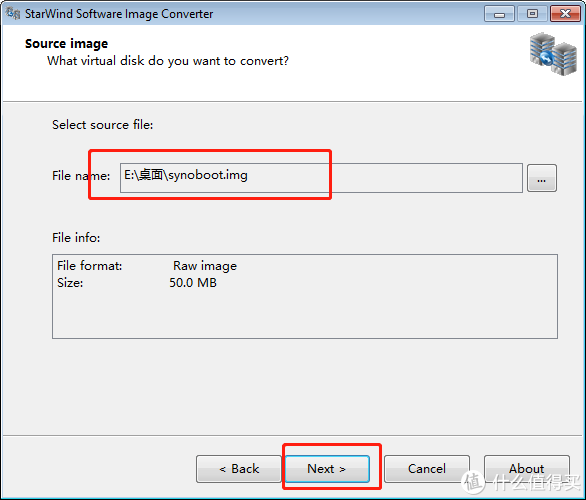 StarWind Software Image Converter
Source image
What virtual disk do you want to convert?
Select source file:
File name: E:\桌面\synoboot.img ...
File info:
File format: Raw image
Size: 50.0 MB
< Back Next > Cancel About
值 什么值得买